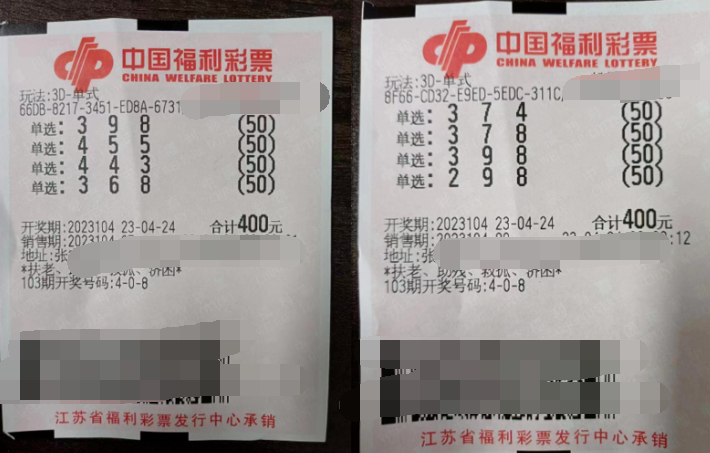 中国福利彩票
CHINA WELFARE LOTTERY
玩法:3D-单式
66DB-8217-3451-ED8A-6731
单选: 3 9 8 (50)
单选: 4 5 5 (50)
单选: 4 4 3 (50)
单选: 3 6 8 (50)
开奖期:2023104 23-04-24 合计400元
销售期:2023104
地址:张
*扶老、救孤、济困*
103期开奖号码:4-0-8
江苏省福利彩票发行中心承销
中国福利彩票
CHINA WELFARE LOTTERY
玩法:3D-单式
8F66-CD32-E9ED-5EDC-311C/
单选: 3 7 4 (50)
单选: 3 7 8 (50)
单选: 3 9 8 (50)
单选: 2 9 8 (50)
开奖期:2023104 23-04-24 合计400元
销售期:2023104 :12
地址:张
*扶老、助残、救孤、济困*
103期开奖号码:4-0-8
江苏省福利彩票发行中心承销